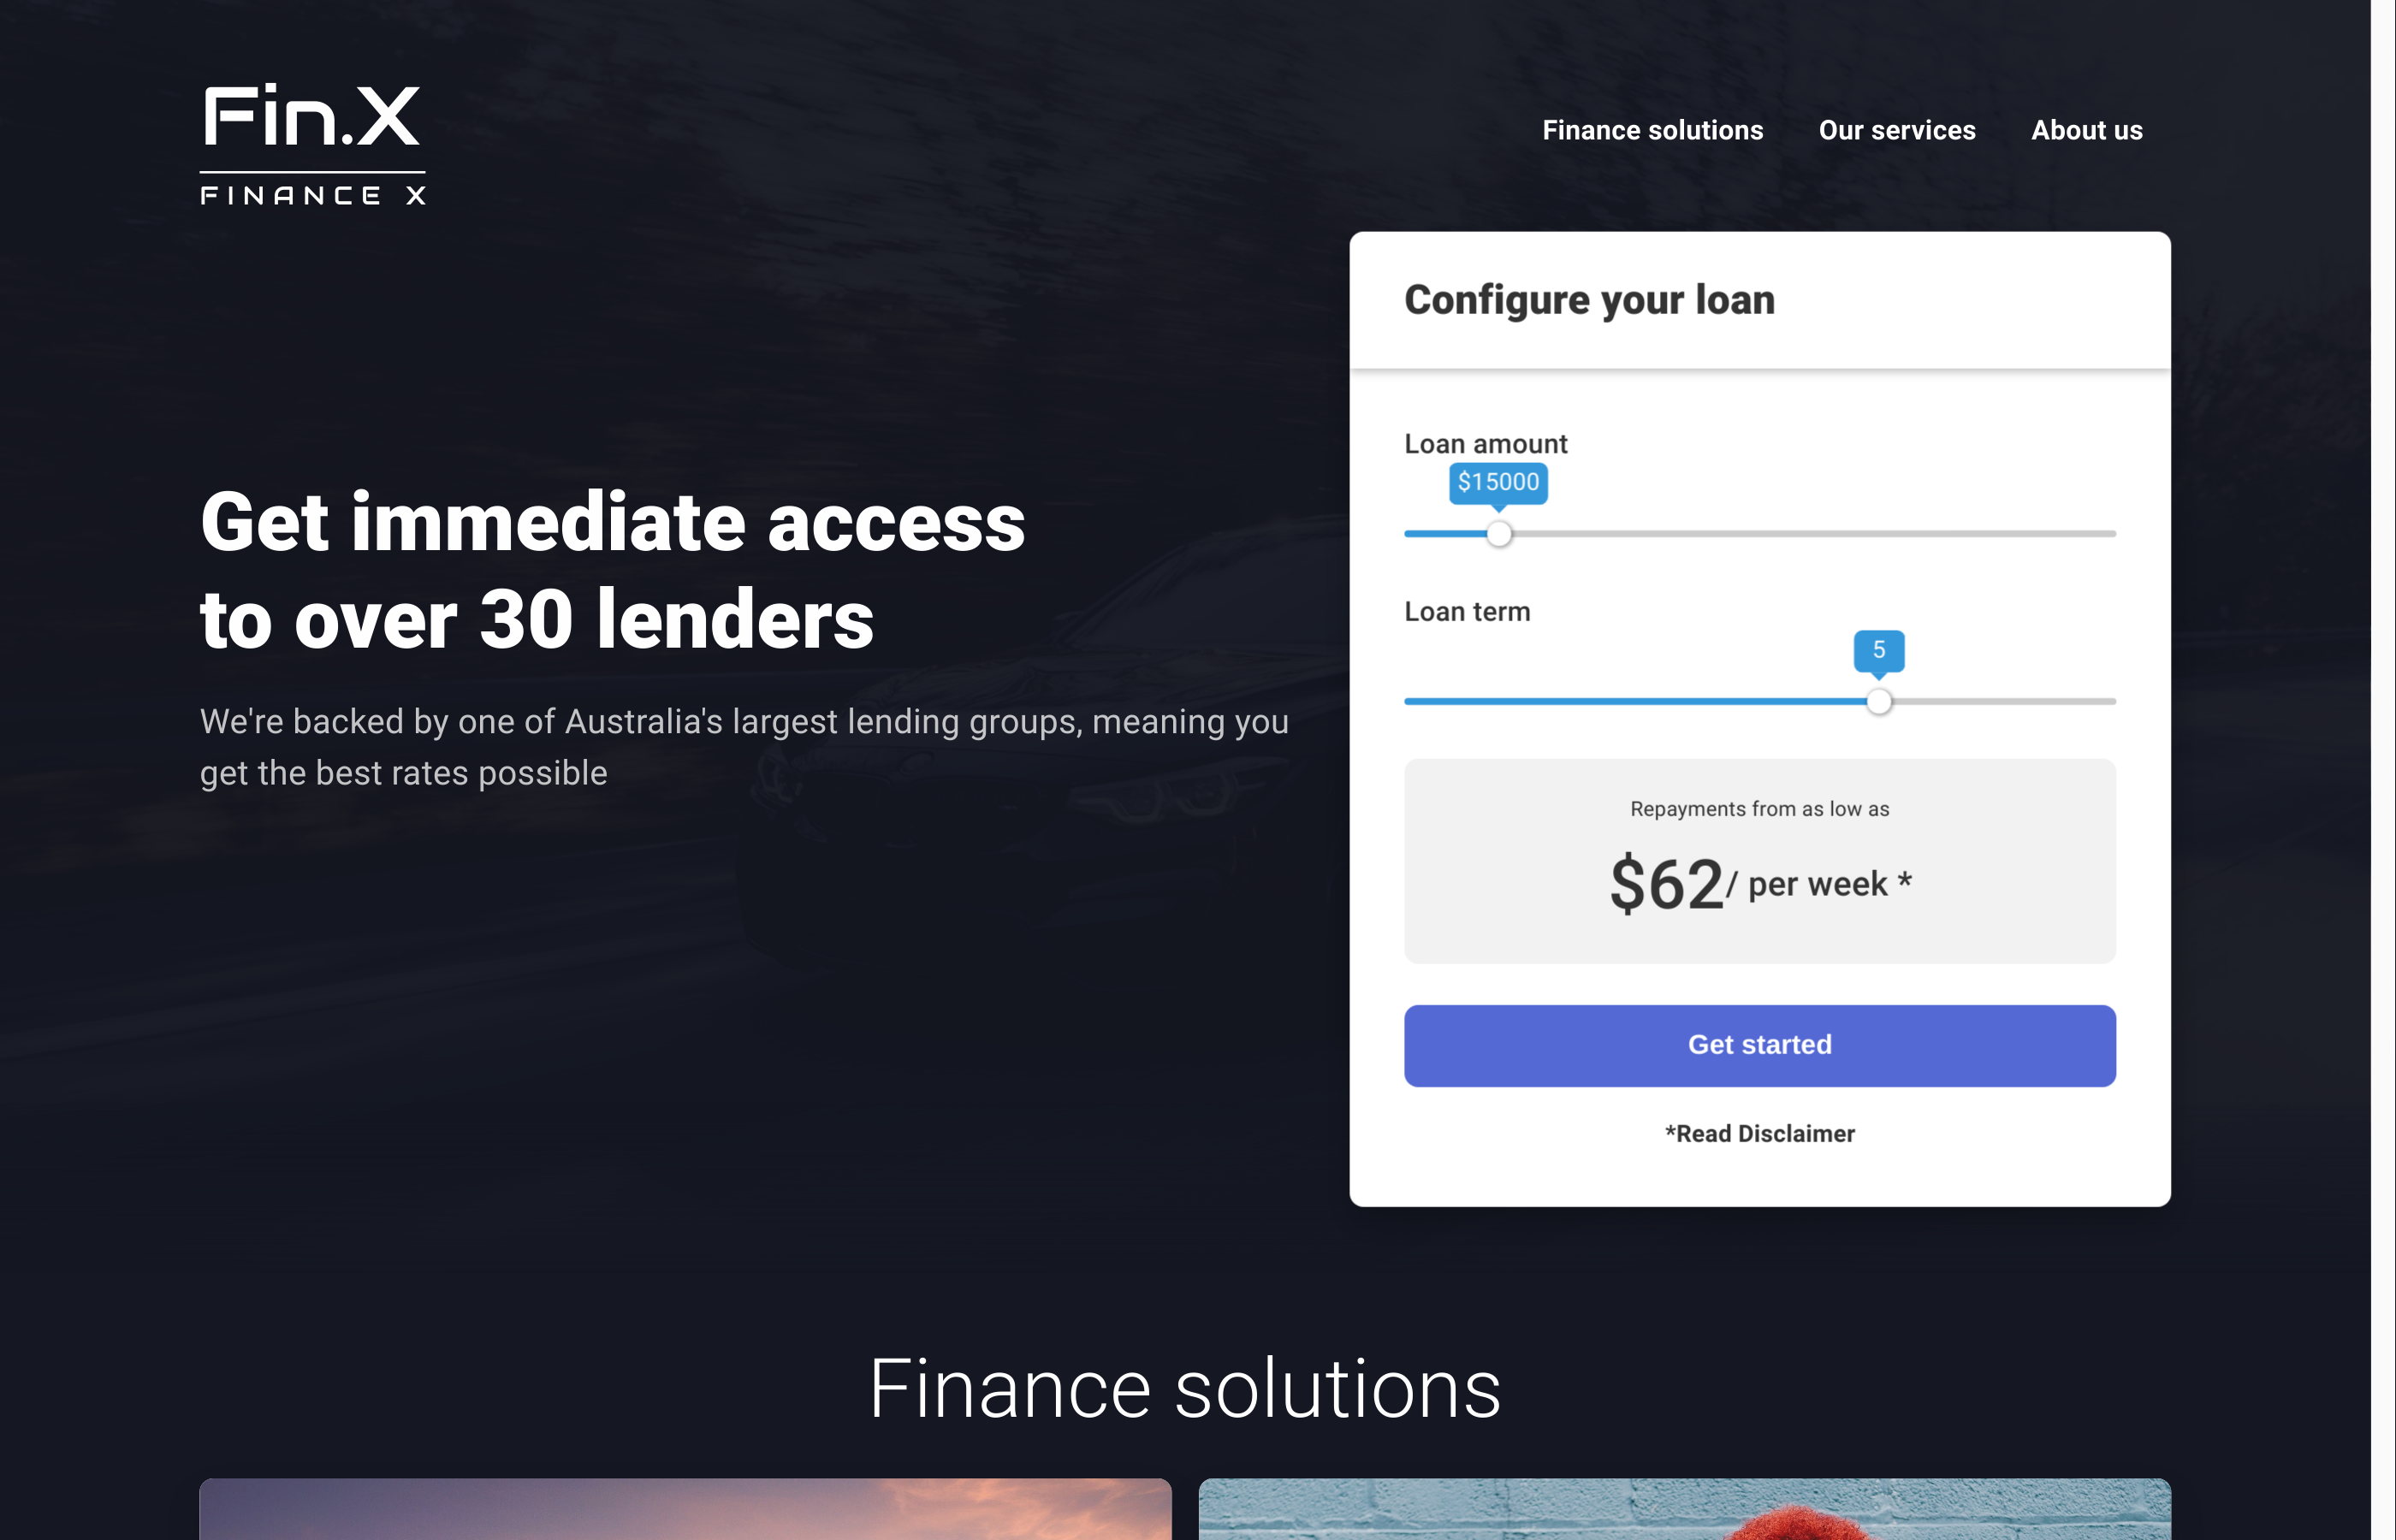 Fin.X
FINANCE X
Finance solutions
Our services
About us
Get immediate access
to over 30 lenders
We're backed by one of Australia's largest lending groups, meaning you
get the best rates possible
Configure your loan
Loan amount
$15000
Loan term
5
Repayments from as low as
$62/ per week *
Get started
*Read Disclaimer
Finance solutions